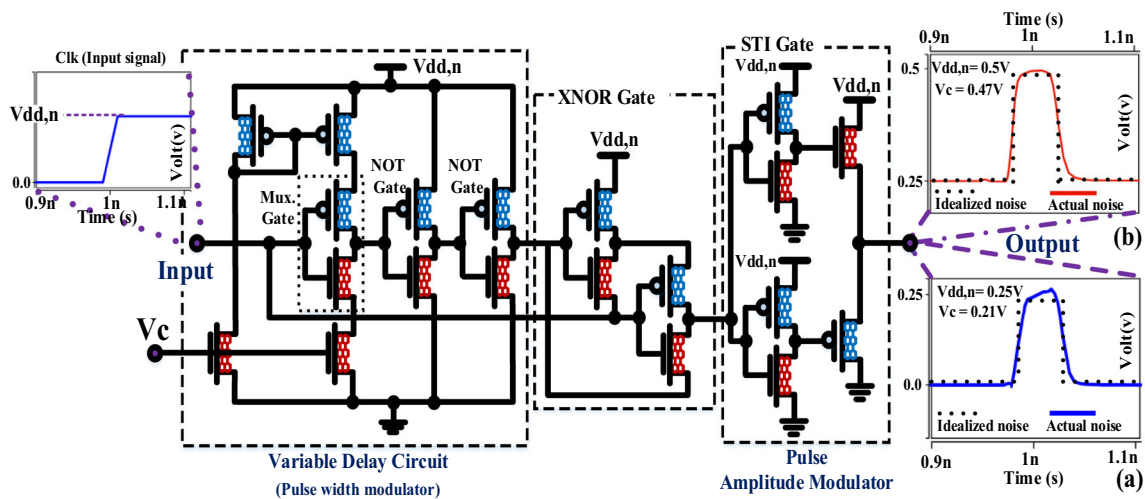 Clk (Input signal)
Vdd,n
0.0
Volt(v)
0.9n
1n
1.1n
Time (s)
Input
Vc
Vdd,n
Mux.
Gate
NOT
Gate
NOT
Gate
Variable Delay Circuit
(Pulse width modulator)
XNOR Gate
Vdd,n
STI Gate
Vdd,n
Vdd,n
Vdd,n
Pulse
Amplitude Modulator
Output
Time (s)
0.9n
1n
1.1n
0.5
0.25
Vdd,n= 0.5V
Vc = 0.47V
Volt(v)
Idealized noise
Actual noise
(b)
0.25
0.0
Vdd,n= 0.25V
Vc = 0.21V
Volt(v)
Idealized noise
Actual noise
0.9n
1n
1.1n
Time (s)
(a)